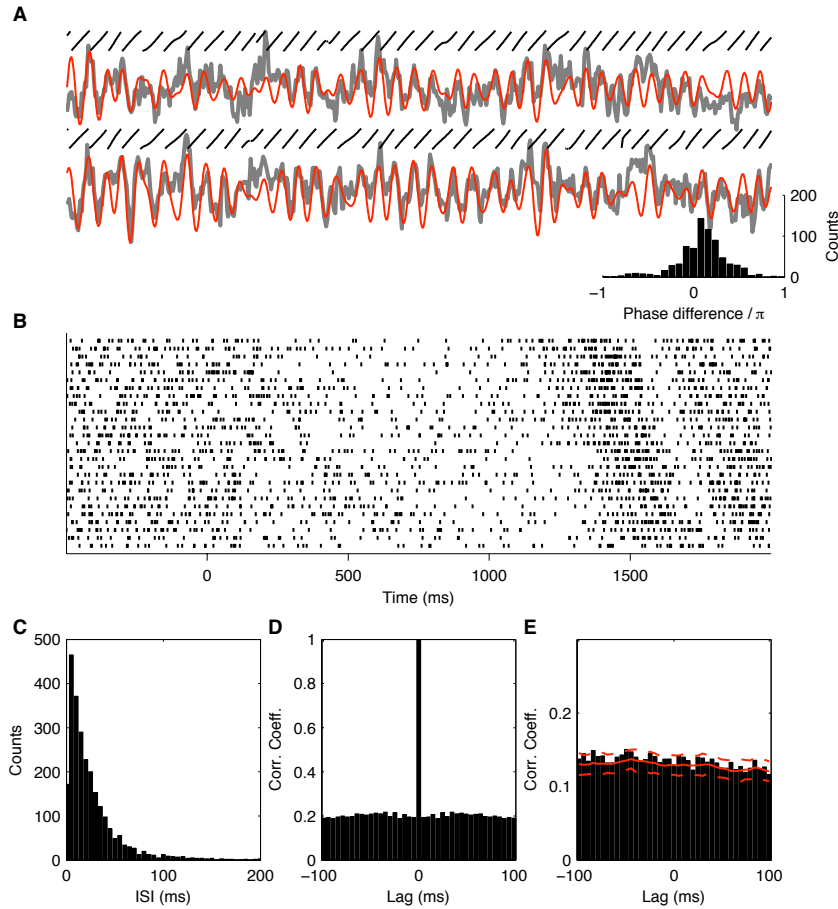 A
200
100
0
Counts
−1
0
1
Phase difference / π
B
0
500
1000
1500
Time (ms)
C
500
400
300
200
100
0
Counts
0
100
200
ISI (ms)
D
1
0.8
0.6
0.4
0.2
0
Corr. Coeff.
−100
0
100
Lag (ms)
E
0.2
0.1
0
Corr. Coeff.
−100
0
100
Lag (ms)